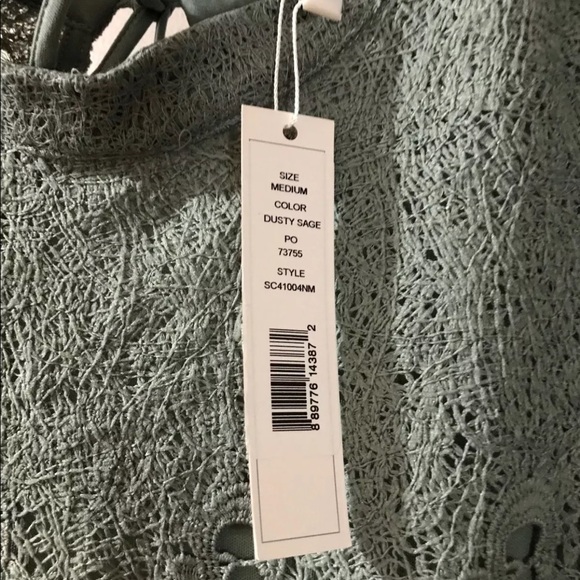 SIZE
MEDIUM
COLOR
DUSTY SAGE
PO
73755
STYLE
SC41004NM
8 89776 14387 2